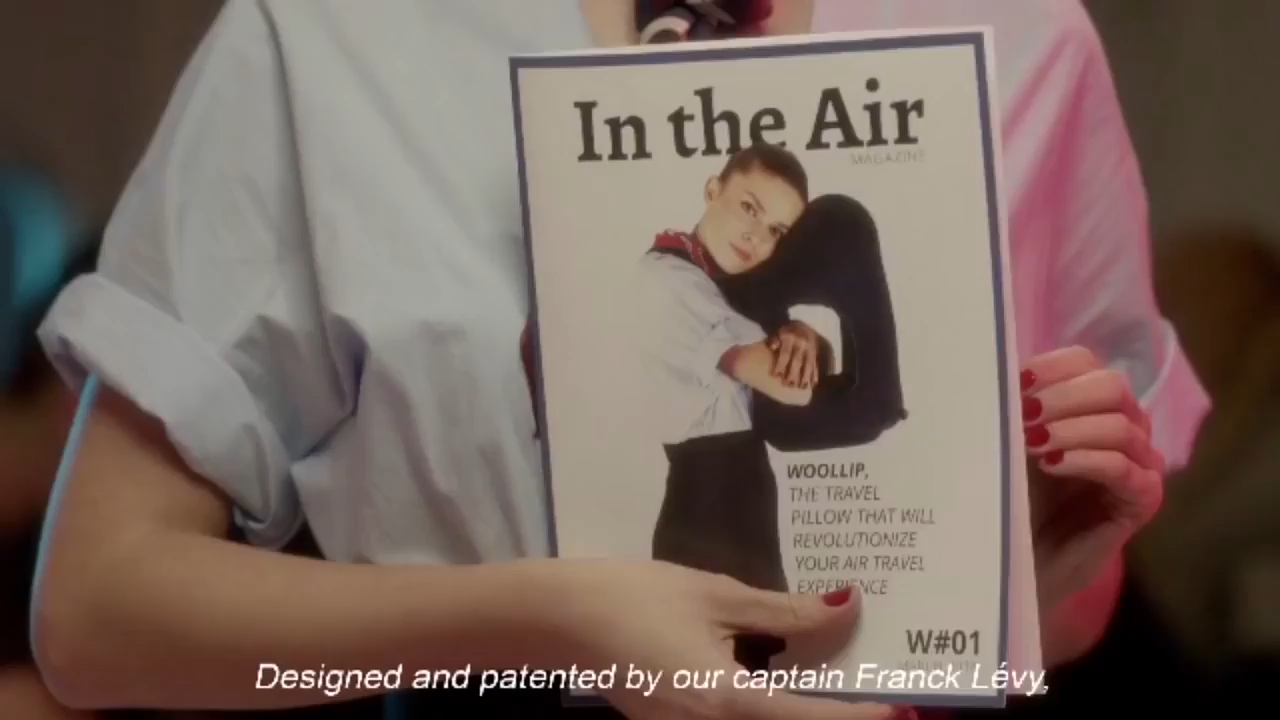 In the Air
MAGAZINE
WOOLLIP,
THE TRAVEL
PILLOW THAT WILL
REVOLUTIONIZE
YOUR AIR TRAVEL
EXPERIENCE
W#01
Designed and patented by our captain Franck Lévy,